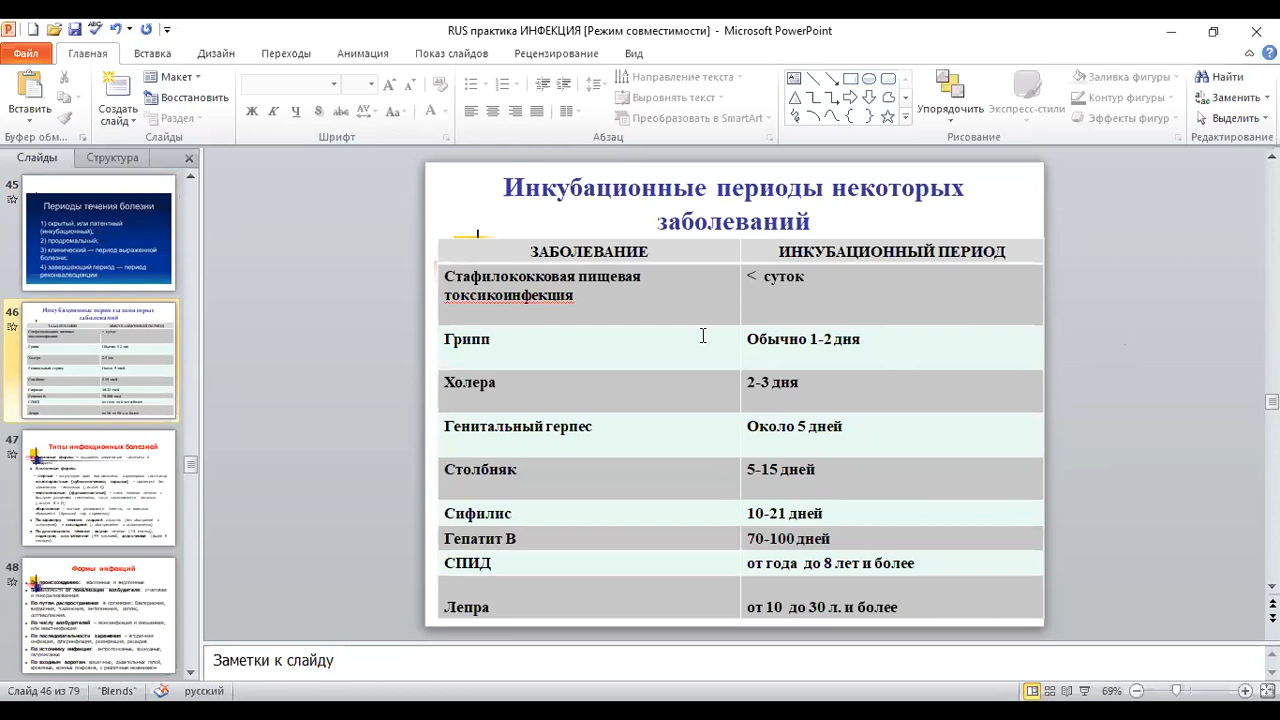 RUS практика ИНФЕКЦИЯ [Режим совместимости] - Microsoft PowerPoint
Файл Главная Вставка Дизайн Переходы Анимация Показ слайдов Рецензирование Вид
Вставить
Создать слайд
Макет
Восстановить
Раздел
Ж К Ч S abc AV Aa А
Направление текста
Выровнять текст
Преобразовать в SmartArt
Упорядочить
Экспресс-стили
Заливка фигуры
Контур фигуры
Эффекты фигур
Найти
Заменить
Выделить
Буфер обм... Слайды Шрифт Абзац Рисование Редактирование
Слайды Структура
45
Периоды течения болезни
1) скрытый, или латентный
(инкубационный);
2) продромальный;
3) клинический — период выраженной
болезни;
4) завершающий период — период
реконвалесценции
46
47
Типы инфекционных болезней
48
Формы инфекций
Инкубационные периоды некоторых
заболеваний
ЗАБОЛЕВАНИЕ ИНКУБАЦИОННЫЙ ПЕРИОД
Стафилококковая пищевая
токсикоинфекция
< суток
Грипп Обычно 1-2 дня
Холера 2-3 дня
Генитальный герпес Около 5 дней
Столбняк 5-15 дней
Сифилис 10-21 дней
Гепатит В 70-100 дней
СПИД от года до 8 лет и более
Лепра от 10 до 30 л. и более
Заметки к слайду
Слайд 46 из 79 "Blends" русский 69%